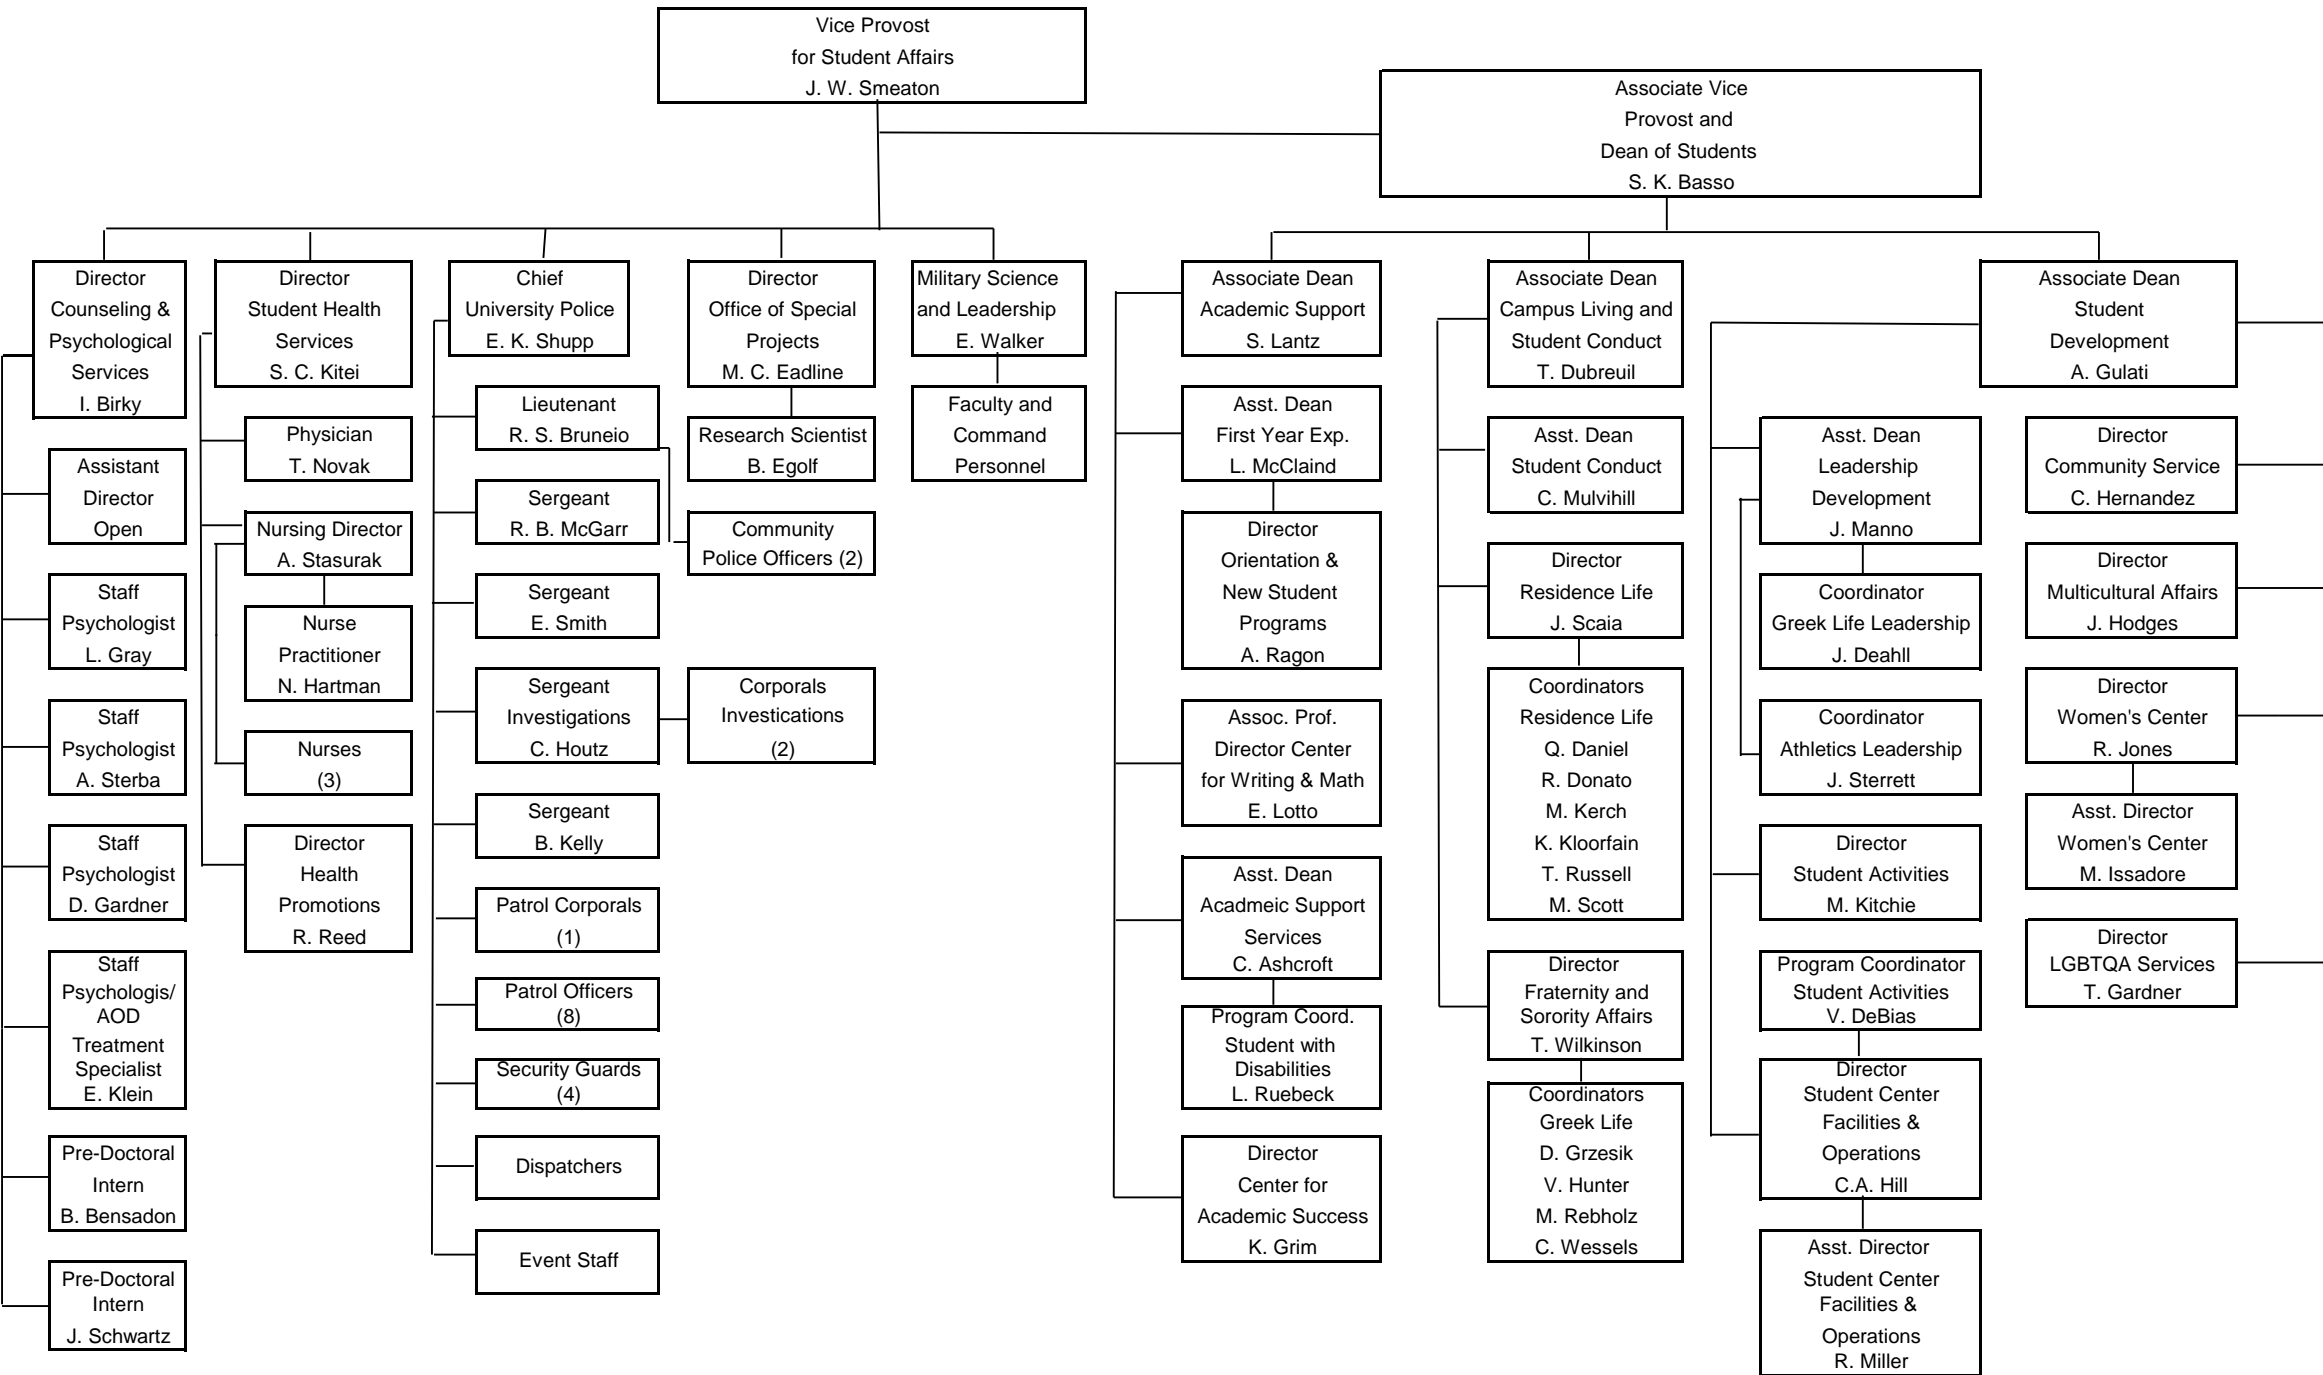 Vice Provost
for Student Affairs
J. W. Smeaton
Associate Vice
Provost and
Dean of Students
S. K. Basso
Director
Counseling &
Psychological
Services
I. Birky
Assistant
Director
Open
Staff
Psychologist
L. Gray
Staff
Psychologist
A. Sterba
Staff
Psychologist
D. Gardner
Staff
Psychologis/
AOD
Treatment
Specialist
E. Klein
Pre-Doctoral
Intern
B. Bensadon
Pre-Doctoral
Intern
J. Schwartz
Director
Student Health
Services
S. C. Kitei
Physician
T. Novak
Nursing Director
A. Stasurak
Nurse
Practitioner
N. Hartman
Nurses
(3)
Director
Health
Promotions
R. Reed
Chief
University Police
E. K. Shupp
Lieutenant
R. S. Bruneio
Sergeant
R. B. McGarr
Sergeant
E. Smith
Sergeant
Investigations
C. Houtz
Sergeant
B. Kelly
Patrol Corporals
(1)
Patrol Officers
(8)
Security Guards
(4)
Dispatchers
Event Staff
Director
Office of Special
Projects
M. C. Eadline
Research Scientist
B. Egolf
Community
Police Officers (2)
Corporals
Investications
(2)
Military Science
and Leadership
E. Walker
Faculty and
Command
Personnel
Associate Dean
Academic Support
S. Lantz
Asst. Dean
First Year Exp.
L. McClaind
Director
Orientation &
New Student
Programs
A. Ragon
Assoc. Prof.
Director Center
for Writing & Math
E. Lotto
Asst. Dean
Acadmeic Support
Services
C. Ashcroft
Program Coord.
Student with
Disabilities
L. Ruebeck
Director
Center for
Academic Success
K. Grim
Associate Dean
Campus Living and
Student Conduct
T. Dubreuil
Asst. Dean
Student Conduct
C. Mulvihill
Director
Residence Life
J. Scaia
Coordinators
Residence Life
Q. Daniel
R. Donato
M. Kerch
K. Kloorfain
T. Russell
M. Scott
Director
Fraternity and
Sorority Affairs
T. Wilkinson
Coordinators
Greek Life
D. Grzesik
V. Hunter
M. Rebholz
C. Wessels
Associate Dean
Student
Development
A. Gulati
Asst. Dean
Leadership
Development
J. Manno
Coordinator
Greek Life Leadership
J. Deahll
Coordinator
Athletics Leadership
J. Sterrett
Director
Student Activities
M. Kitchie
Program Coordinator
Student Activities
V. DeBias
Director
Student Center
Facilities &
Operations
C.A. Hill
Asst. Director
Student Center
Facilities &
Operations
R. Miller
Director
Community Service
C. Hernandez
Director
Multicultural Affairs
J. Hodges
Director
Women's Center
R. Jones
Asst. Director
Women's Center
M. Issadore
Director
LGBTQA Services
T. Gardner